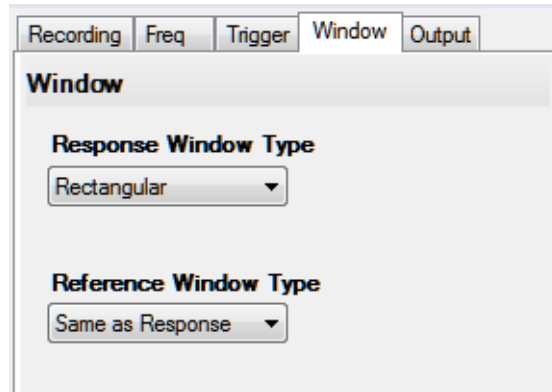 Recording Freq Trigger Window Output
Window
Response Window Type
Rectangular
Reference Window Type
Same as Response